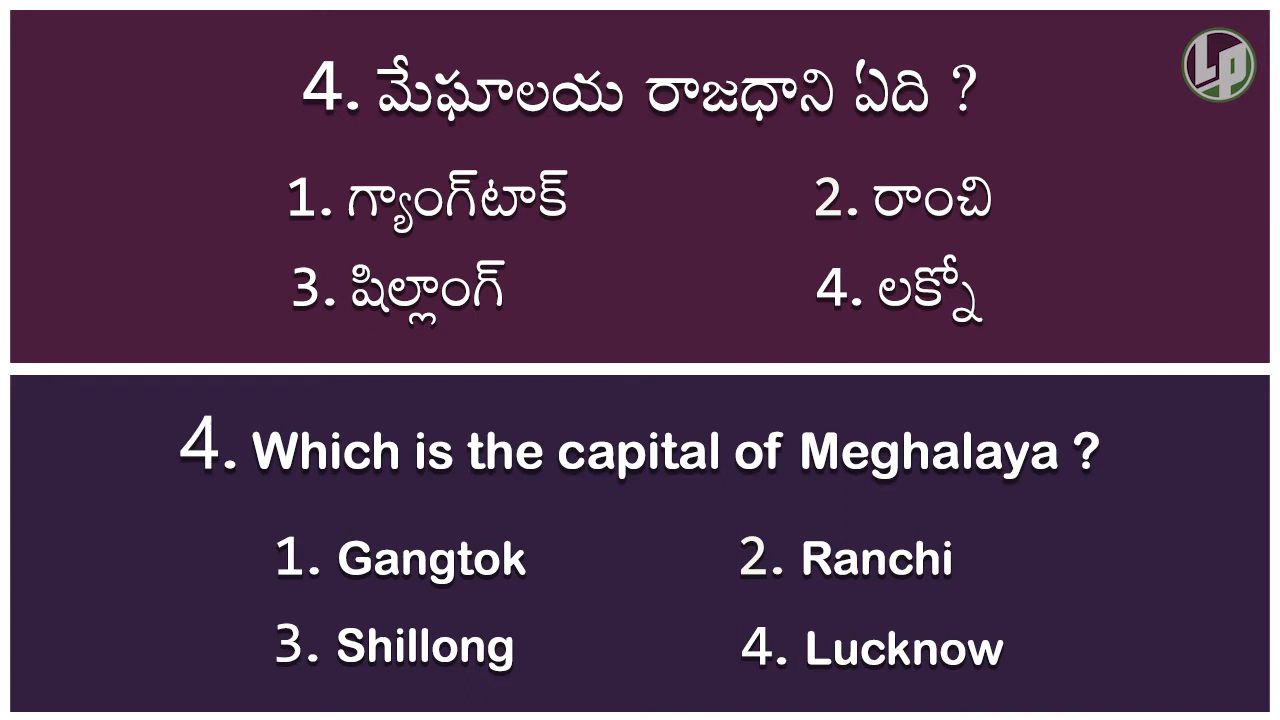 LP
4. మేఘాలయ రాజధాని ఏది ?
1. గ్యాంగ్‌టాక్
2. రాంచి
3. షిల్లాంగ్
4. లక్నో
4. Which is the capital of Meghalaya ?
1. Gangtok
2. Ranchi
3. Shillong
4. Lucknow